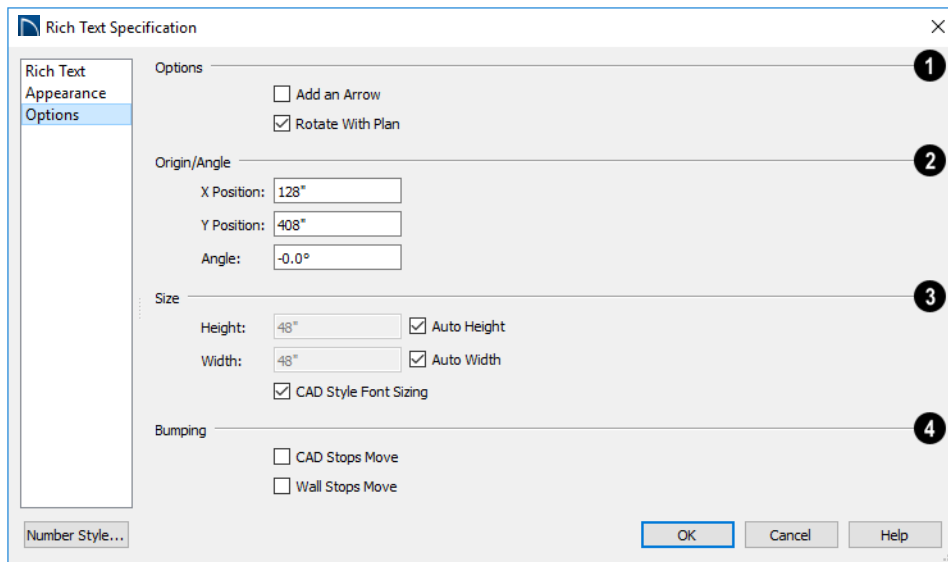 Rich Text Specification
Rich Text
Appearance
Options
Options
1
Add an Arrow
Rotate With Plan
Origin/Angle
2
X Position: 128"
Y Position: 408"
Angle: -0.0°
Size
3
Height: 48" Auto Height
Width: 48" Auto Width
CAD Style Font Sizing
Bumping
4
CAD Stops Move
Wall Stops Move
Number Style... OK Cancel Help